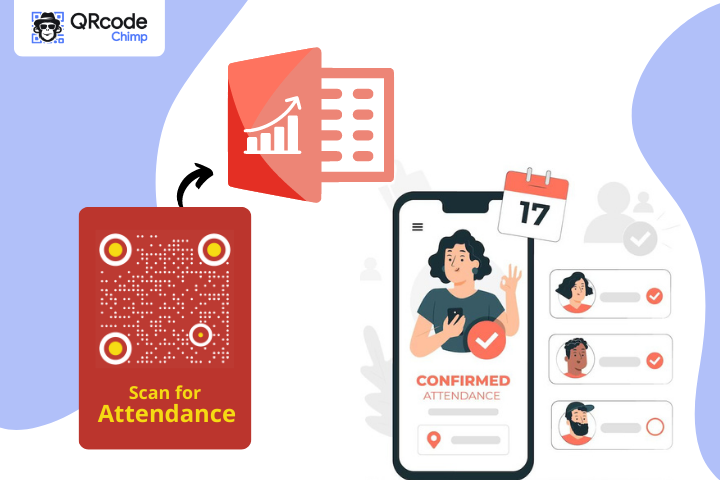 QRcode
Chimp
17
Scan for
Attendance
CONFIRMED
ATTENDANCE